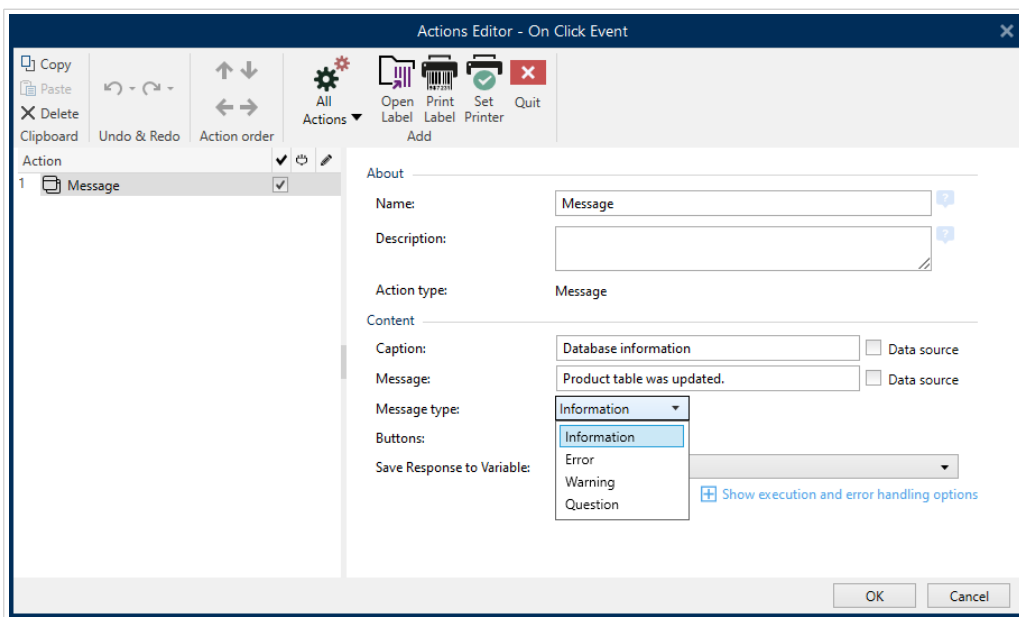 Actions Editor - On Click Event
Copy
Paste
Delete
Clipboard
Undo & Redo
Action order
All
Actions
Open
Label
Print
Label
Set
Printer
Quit
Add
Action
1 Message
About
Name: Message
Description:
Action type: Message
Content
Caption: Database information Data source
Message: Product table was updated. Data source
Message type: Information
Buttons: Information
Error
Save Response to Variable:
Warning
Question
Show execution and error handling options
OK Cancel